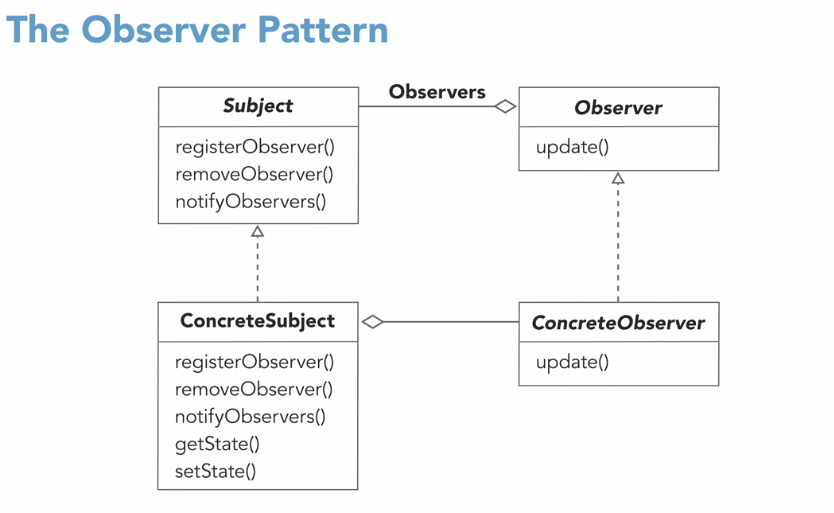 The Observer Pattern
Observers
Subject
registerObserver()
removeObserver()
notifyObservers()
Observer
update()
ConcreteSubject
registerObserver()
removeObserver()
notifyObservers()
getState()
setState()
ConcreteObserver
update()